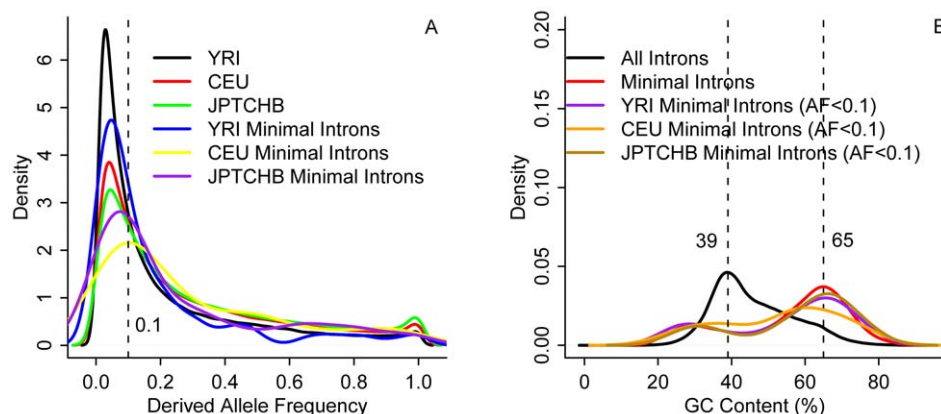 A
YRI
CEU
JPTCHB
YRI Minimal Introns
CEU Minimal Introns
JPTCHB Minimal Introns
0.1
Density
0 1 2 3 4 5 6
0.0 0.2 0.4 0.6 0.8 1.0
Derived Allele Frequency
All Introns
Minimal Introns
YRI Minimal Introns (AF<0.1)
CEU Minimal Introns (AF<0.1)
JPTCHB Minimal Introns (AF<0.1)
39
65
Density
0.00 0.05 0.10 0.15 0.20
0 20 40 60 80
GC Content (%)